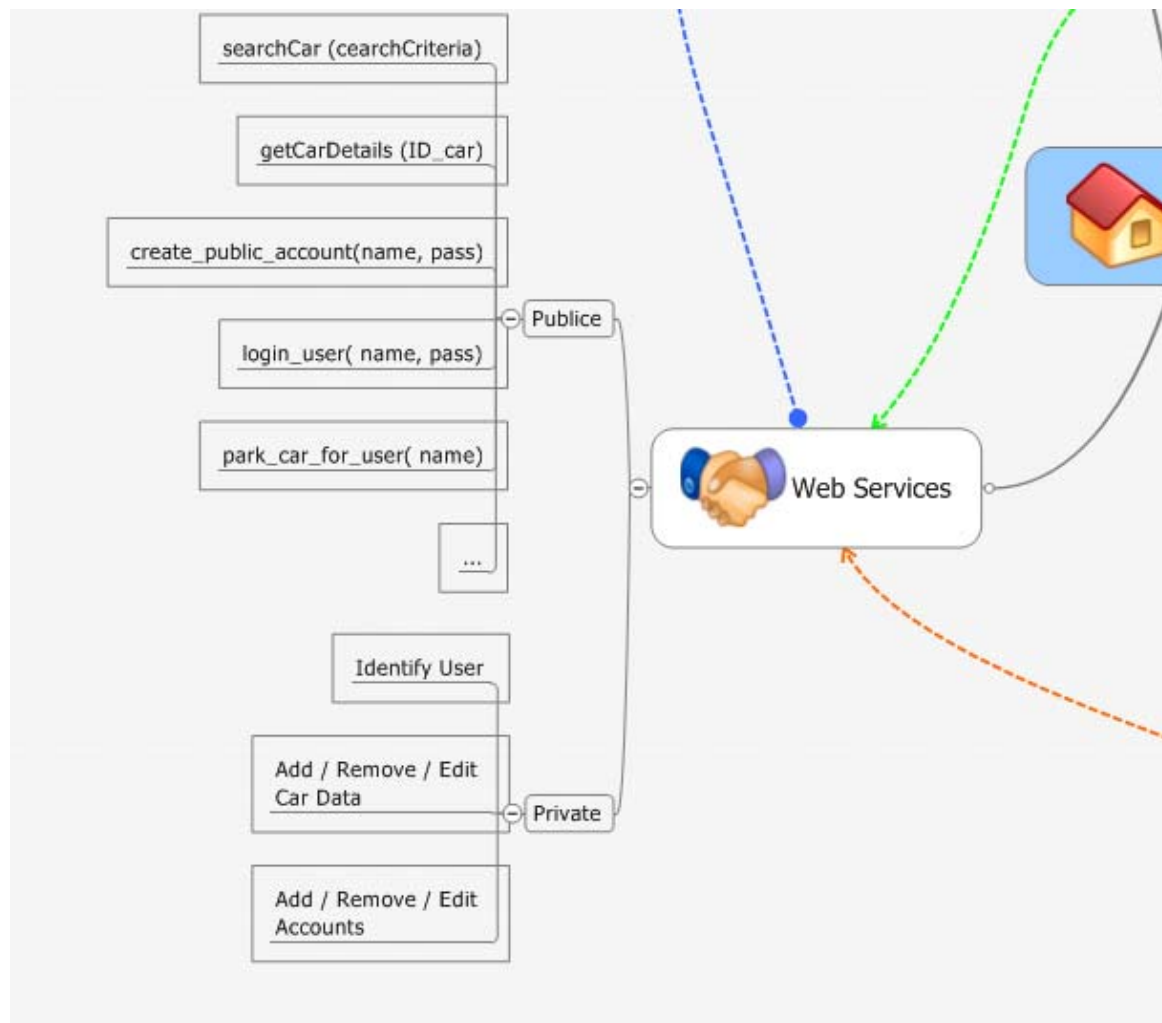 searchCar (cearchCriteria)
getCarDetails (ID_car)
create_public_account(name, pass)
login_user( name, pass)
park_car_for_user( name)
...
Publice
Web Services
Identify User
Add / Remove / Edit
Car Data
Private
Add / Remove / Edit
Accounts